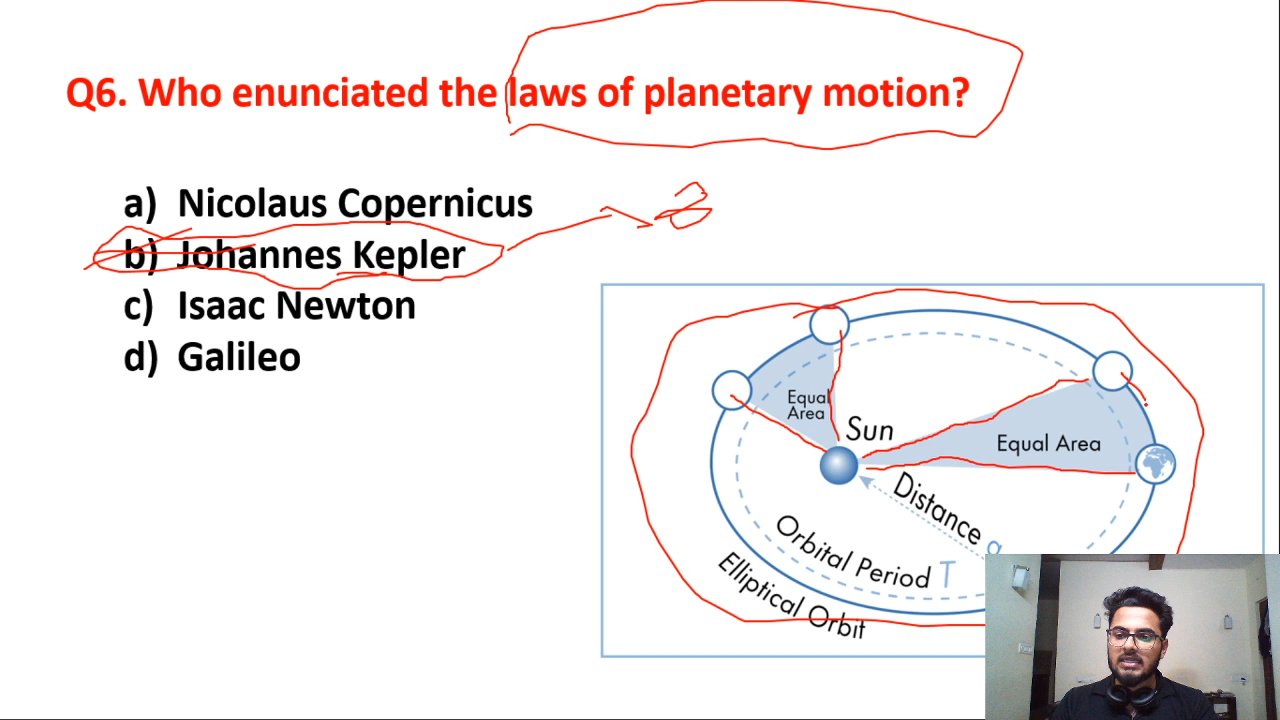 Q6. Who enunciated the laws of planetary motion?
a) Nicolaus Copernicus
3
b) Johannes Kepler
c) Isaac Newton
d) Galileo
Equal
Area
Sun
Equal Area
Distance a
Orbital Period T
Elliptical Orbit